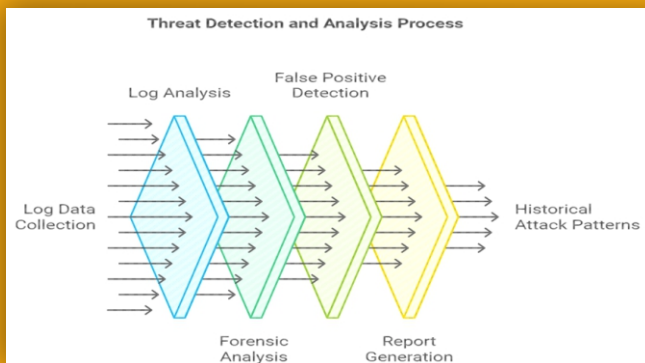 Threat Detection and Analysis Process
False Positive
Detection
Log Analysis
Log Data
Collection
Historical
Attack Patterns
Forensic
Analysis
Report
Generation